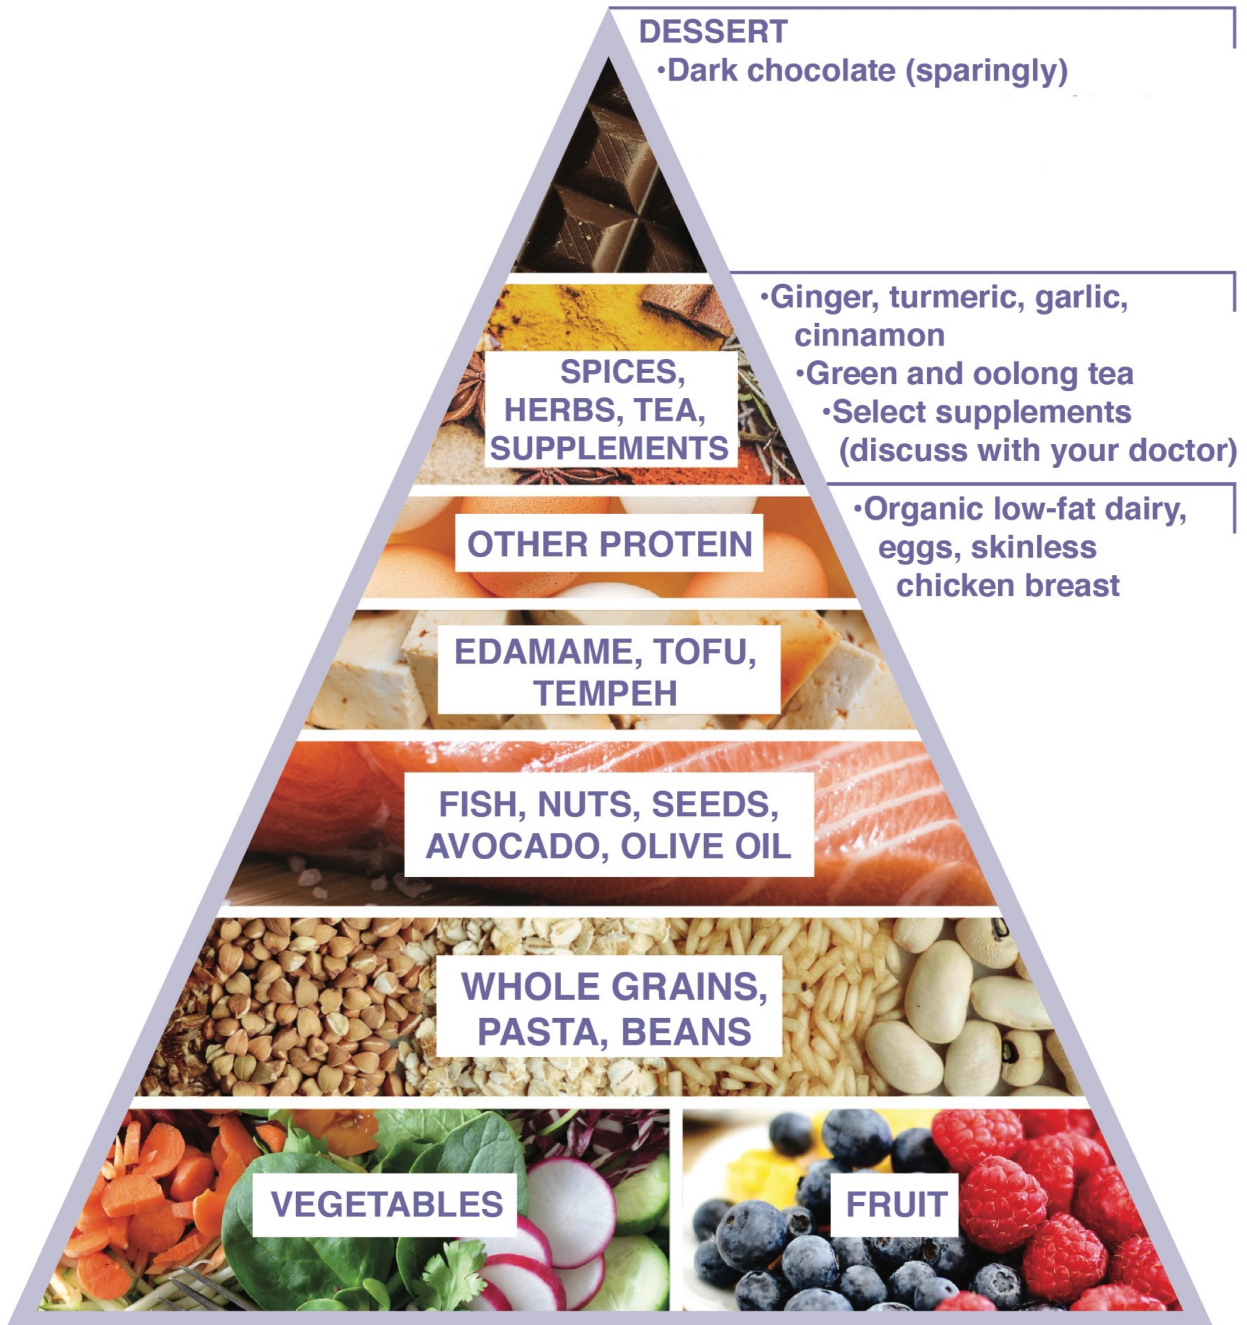 DESSERT
•Dark chocolate (sparingly)
•Ginger, turmeric, garlic,
cinnamon
•Green and oolong tea
•Select supplements
(discuss with your doctor)
SPICES,
HERBS, TEA,
SUPPLEMENTS
•Organic low-fat dairy,
eggs, skinless
chicken breast
OTHER PROTEIN
EDAMAME, TOFU,
TEMPEH
FISH, NUTS, SEEDS,
AVOCADO, OLIVE OIL
WHOLE GRAINS,
PASTA, BEANS
VEGETABLES
FRUIT